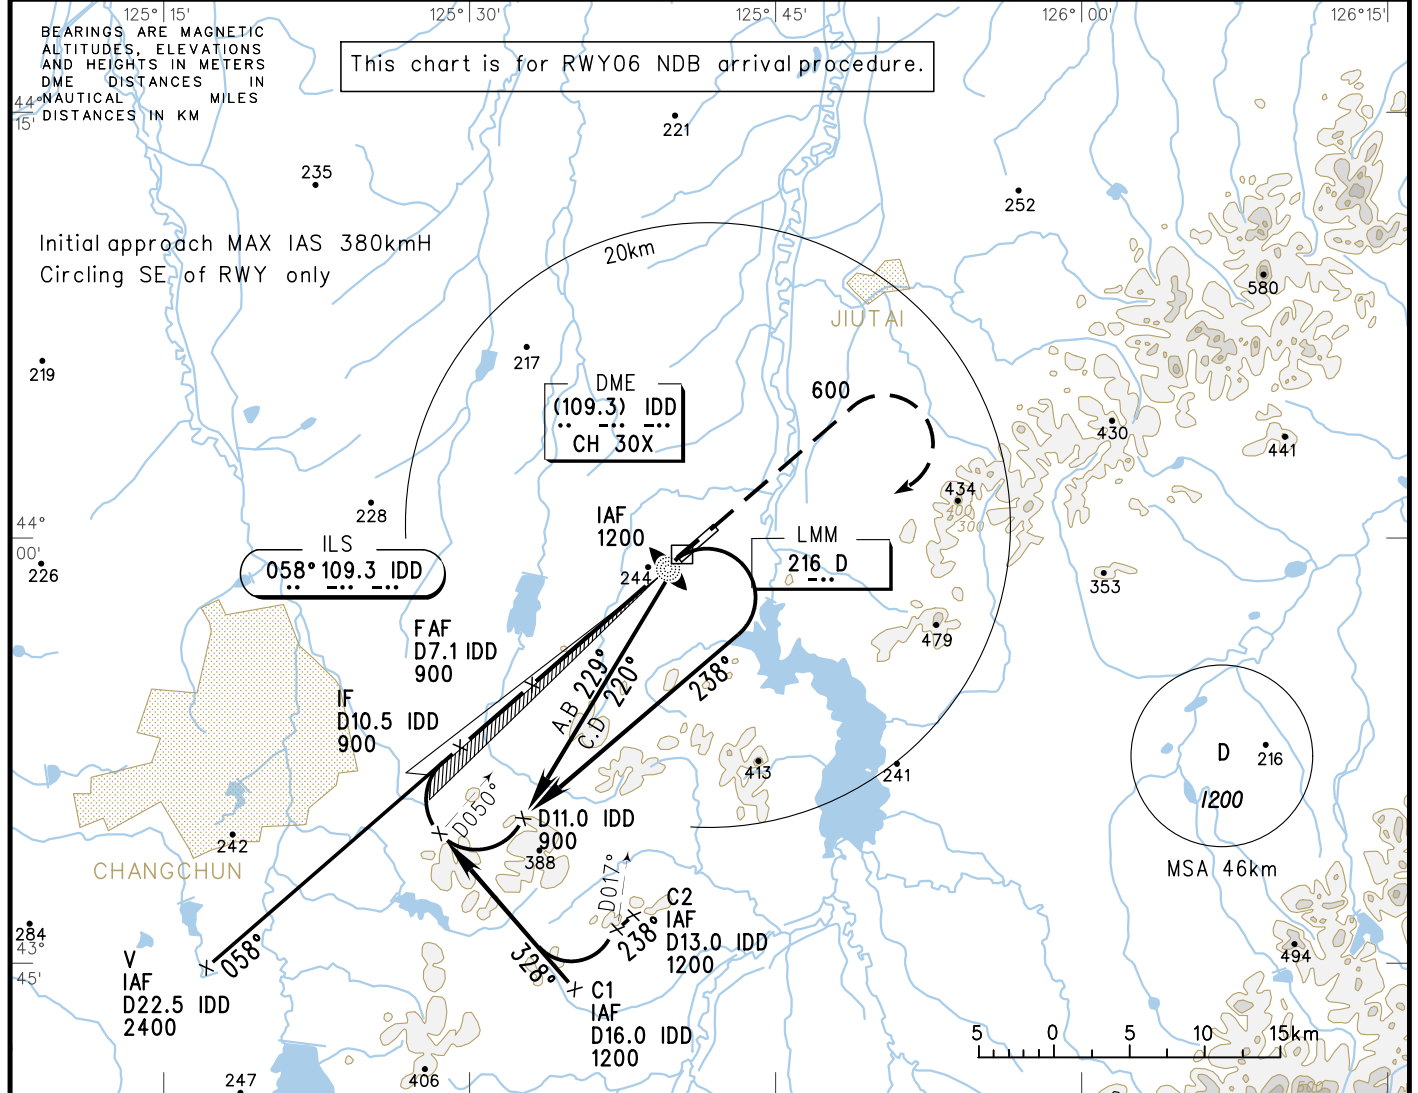 125°15'
125°30'
125°45'
126°00'
126°15'
BEARINGS ARE MAGNETIC
ALTITUDES, ELEVATIONS
AND HEIGHTS IN METERS
DME DISTANCES IN
NAUTICAL MILES
DISTANCES IN KM
This chart is for RWY06 NDB arrival procedure.
44°
15'
221
235
252
Initial approach MAX IAS 380kmH
Circling SE of RWY only
20km
580
JIUTAI
219
217
DME
(109.3) IDD
CH 30X
600
430
441
434
400
300
228
44°
00'
226
IAF
1200
244
LMM
216 D
ILS
058° 109.3 IDD
353
479
FAF
D7.1 IDD
900
IF
D10.5 IDD
900
A.B 229°
C.D 220°
238°
413
241
D
216
1200
MSA 46km
D050°
D11.0 IDD
900
388
242
CHANGCHUN
D017°
C2
IAF
D13.0 IDD
1200
238°
328°
284
43°
45'
058°
V
IAF
D22.5 IDD
2400
C1
IAF
D16.0 IDD
1200
494
5 0 5 10 15km
247
406
500